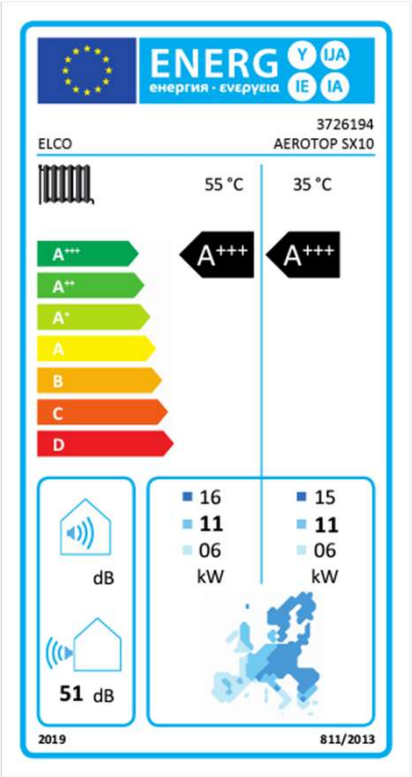 ENERG Y IJA
енергия · ενεργεια IE IA
3726194
ELCO AEROTOP SX10
55 °C 35 °C
A+++ A+++ A+++
A++
A+
A
B
C
D
16 15
11 11
06 06
dB kW kW
51 dB
2019 811/2013